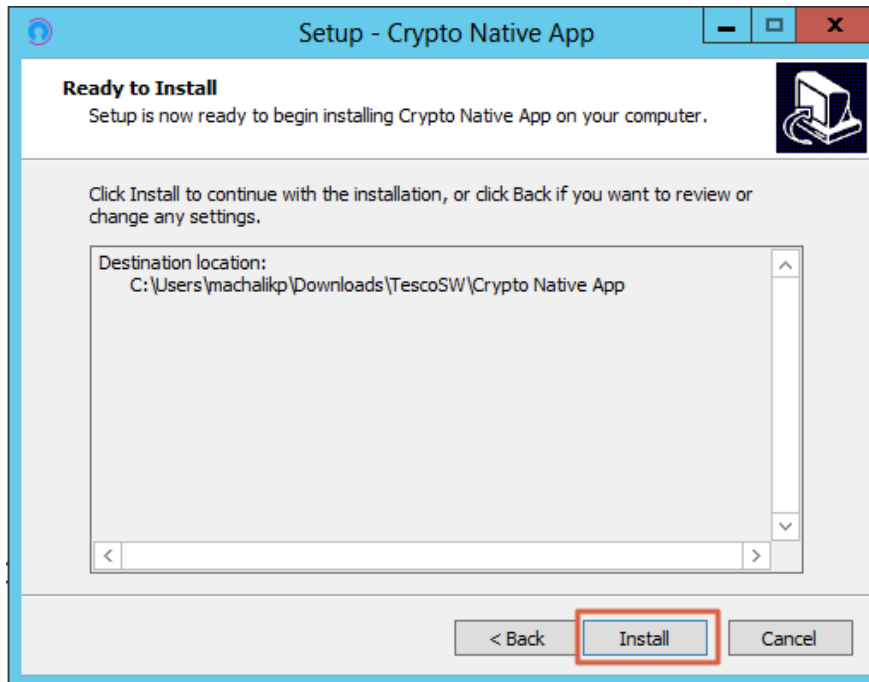 Setup - Crypto Native App
Ready to Install
Setup is now ready to begin installing Crypto Native App on your computer.
Click Install to continue with the installation, or click Back if you want to review or
change any settings.
Destination location:
C:\Users\machalikp\Downloads\TescoSW\Crypto Native App
< Back
Install
Cancel